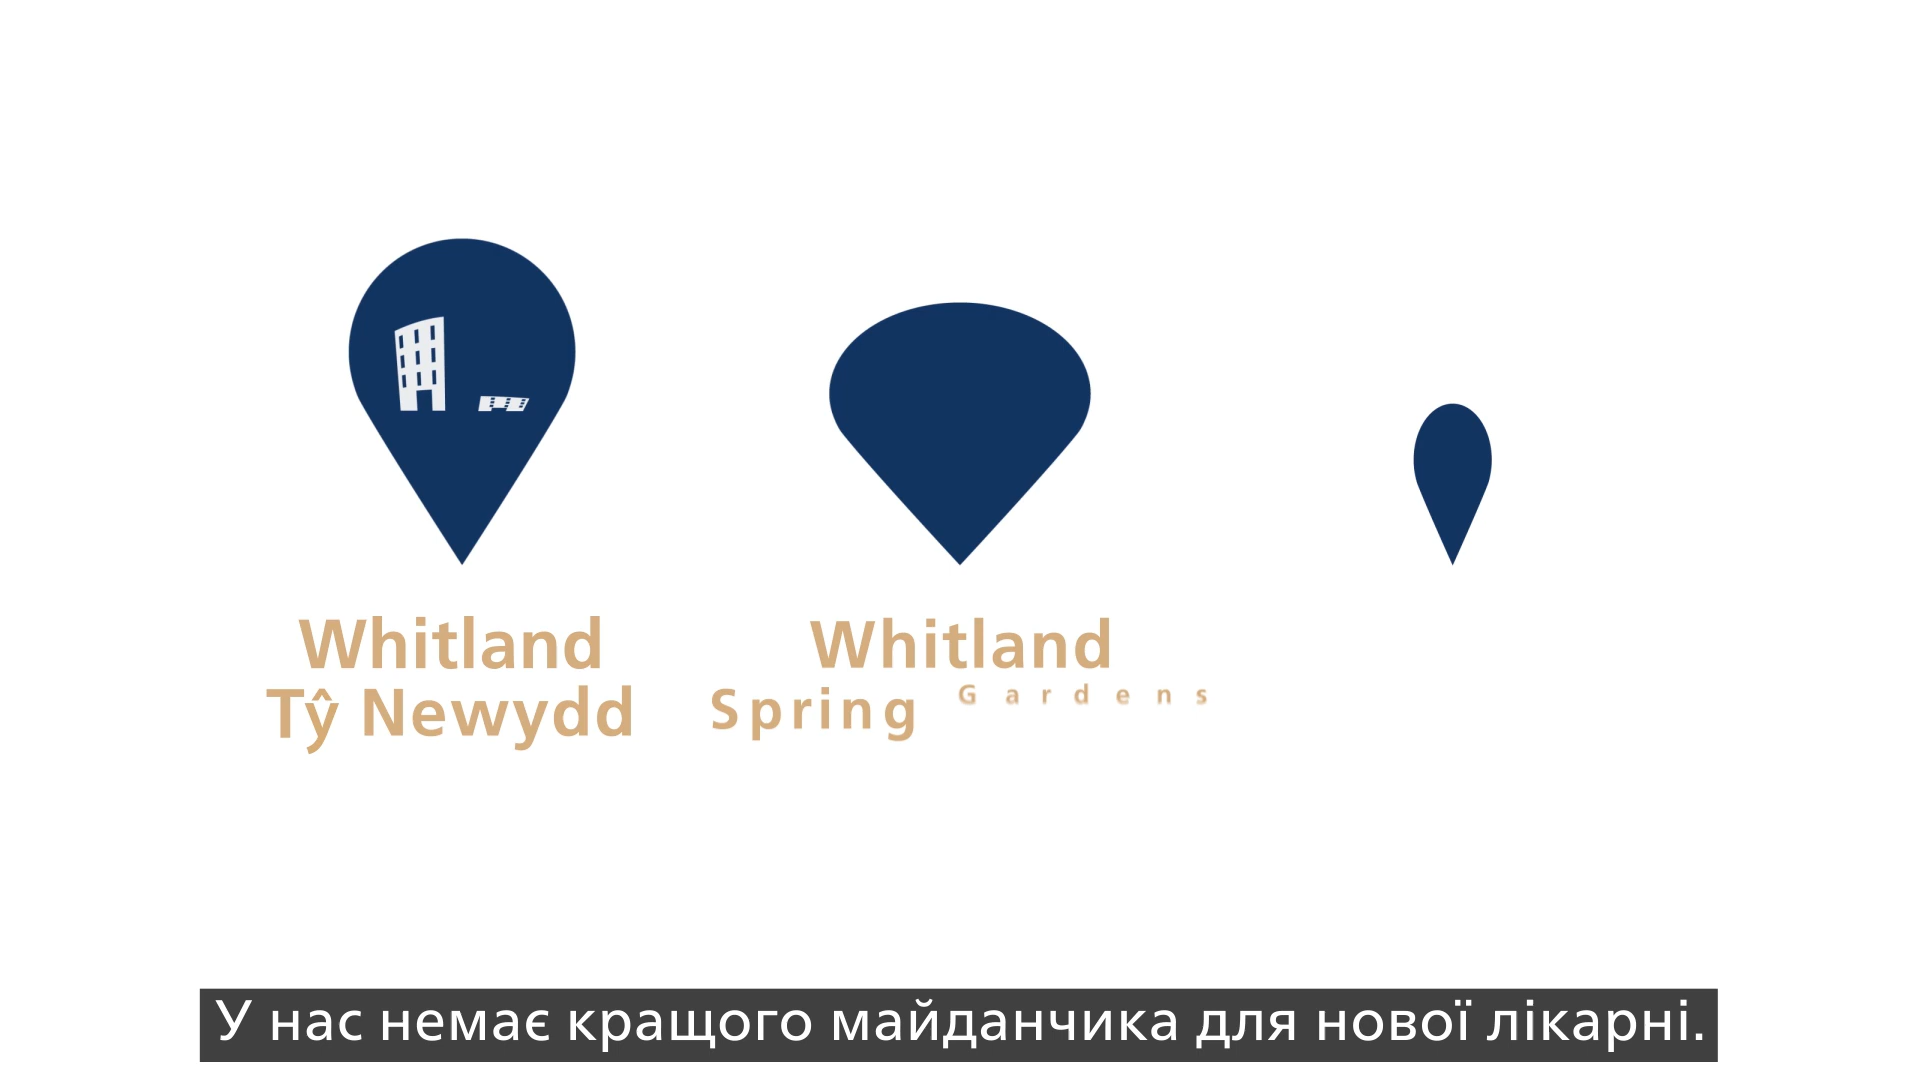 Whitland
Tŷ Newydd
Whitland
Spring Gardens
У нас немає кращого майданчика для нової лікарні.